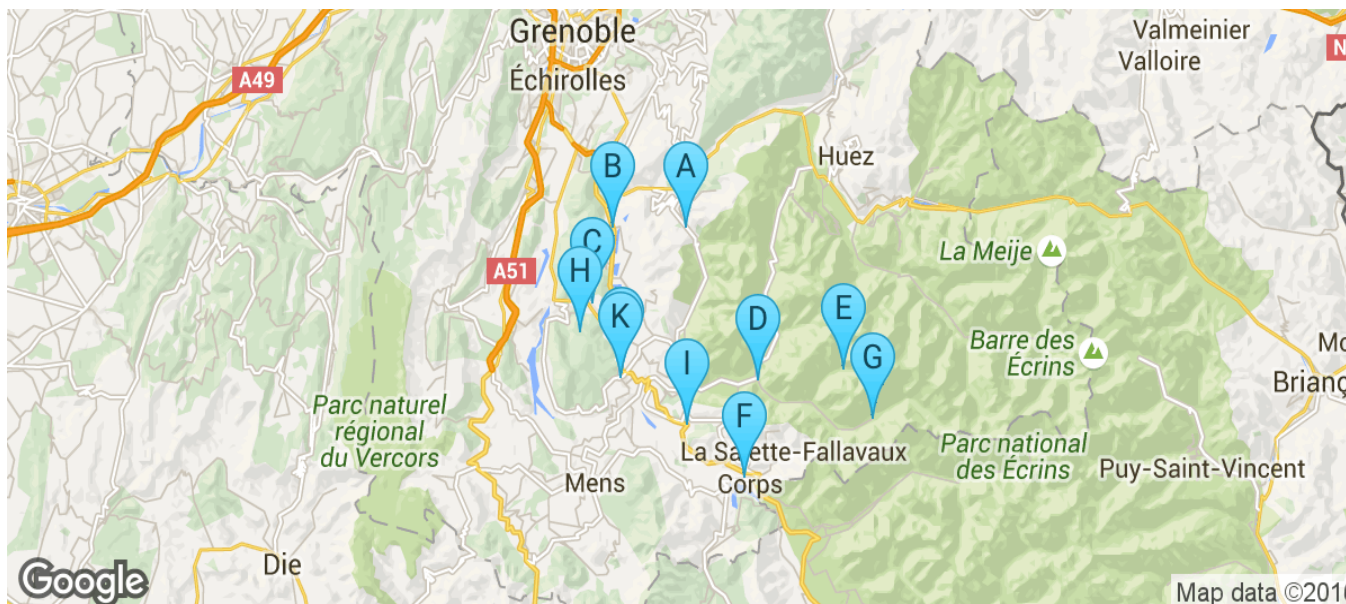 Grenoble
Valmeinier
Valloire
N
Échirolles
A49
B
A
Huez
C
La Meije
H
A51
K
D
E
Barre des
Écrins
Mo
G
I
Brianç
Parc naturel
régional
du Vercors
F
La Salette-Fallavaux
Parc national
des Écrins
Puy-Saint-Vincent
Mens
Corps
Die
Google
Map data ©2016